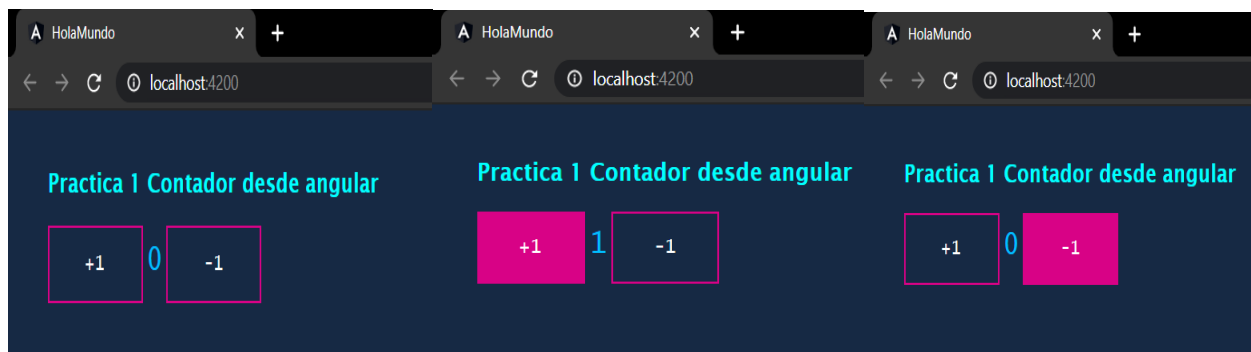 HolaMundo
localhost:4200
Practica 1 Contador desde angular
+1 0 -1
HolaMundo
localhost:4200
Practica 1 Contador desde angular
+1 1 -1
HolaMundo
localhost:4200
Practica 1 Contador desde angular
+1 0 -1